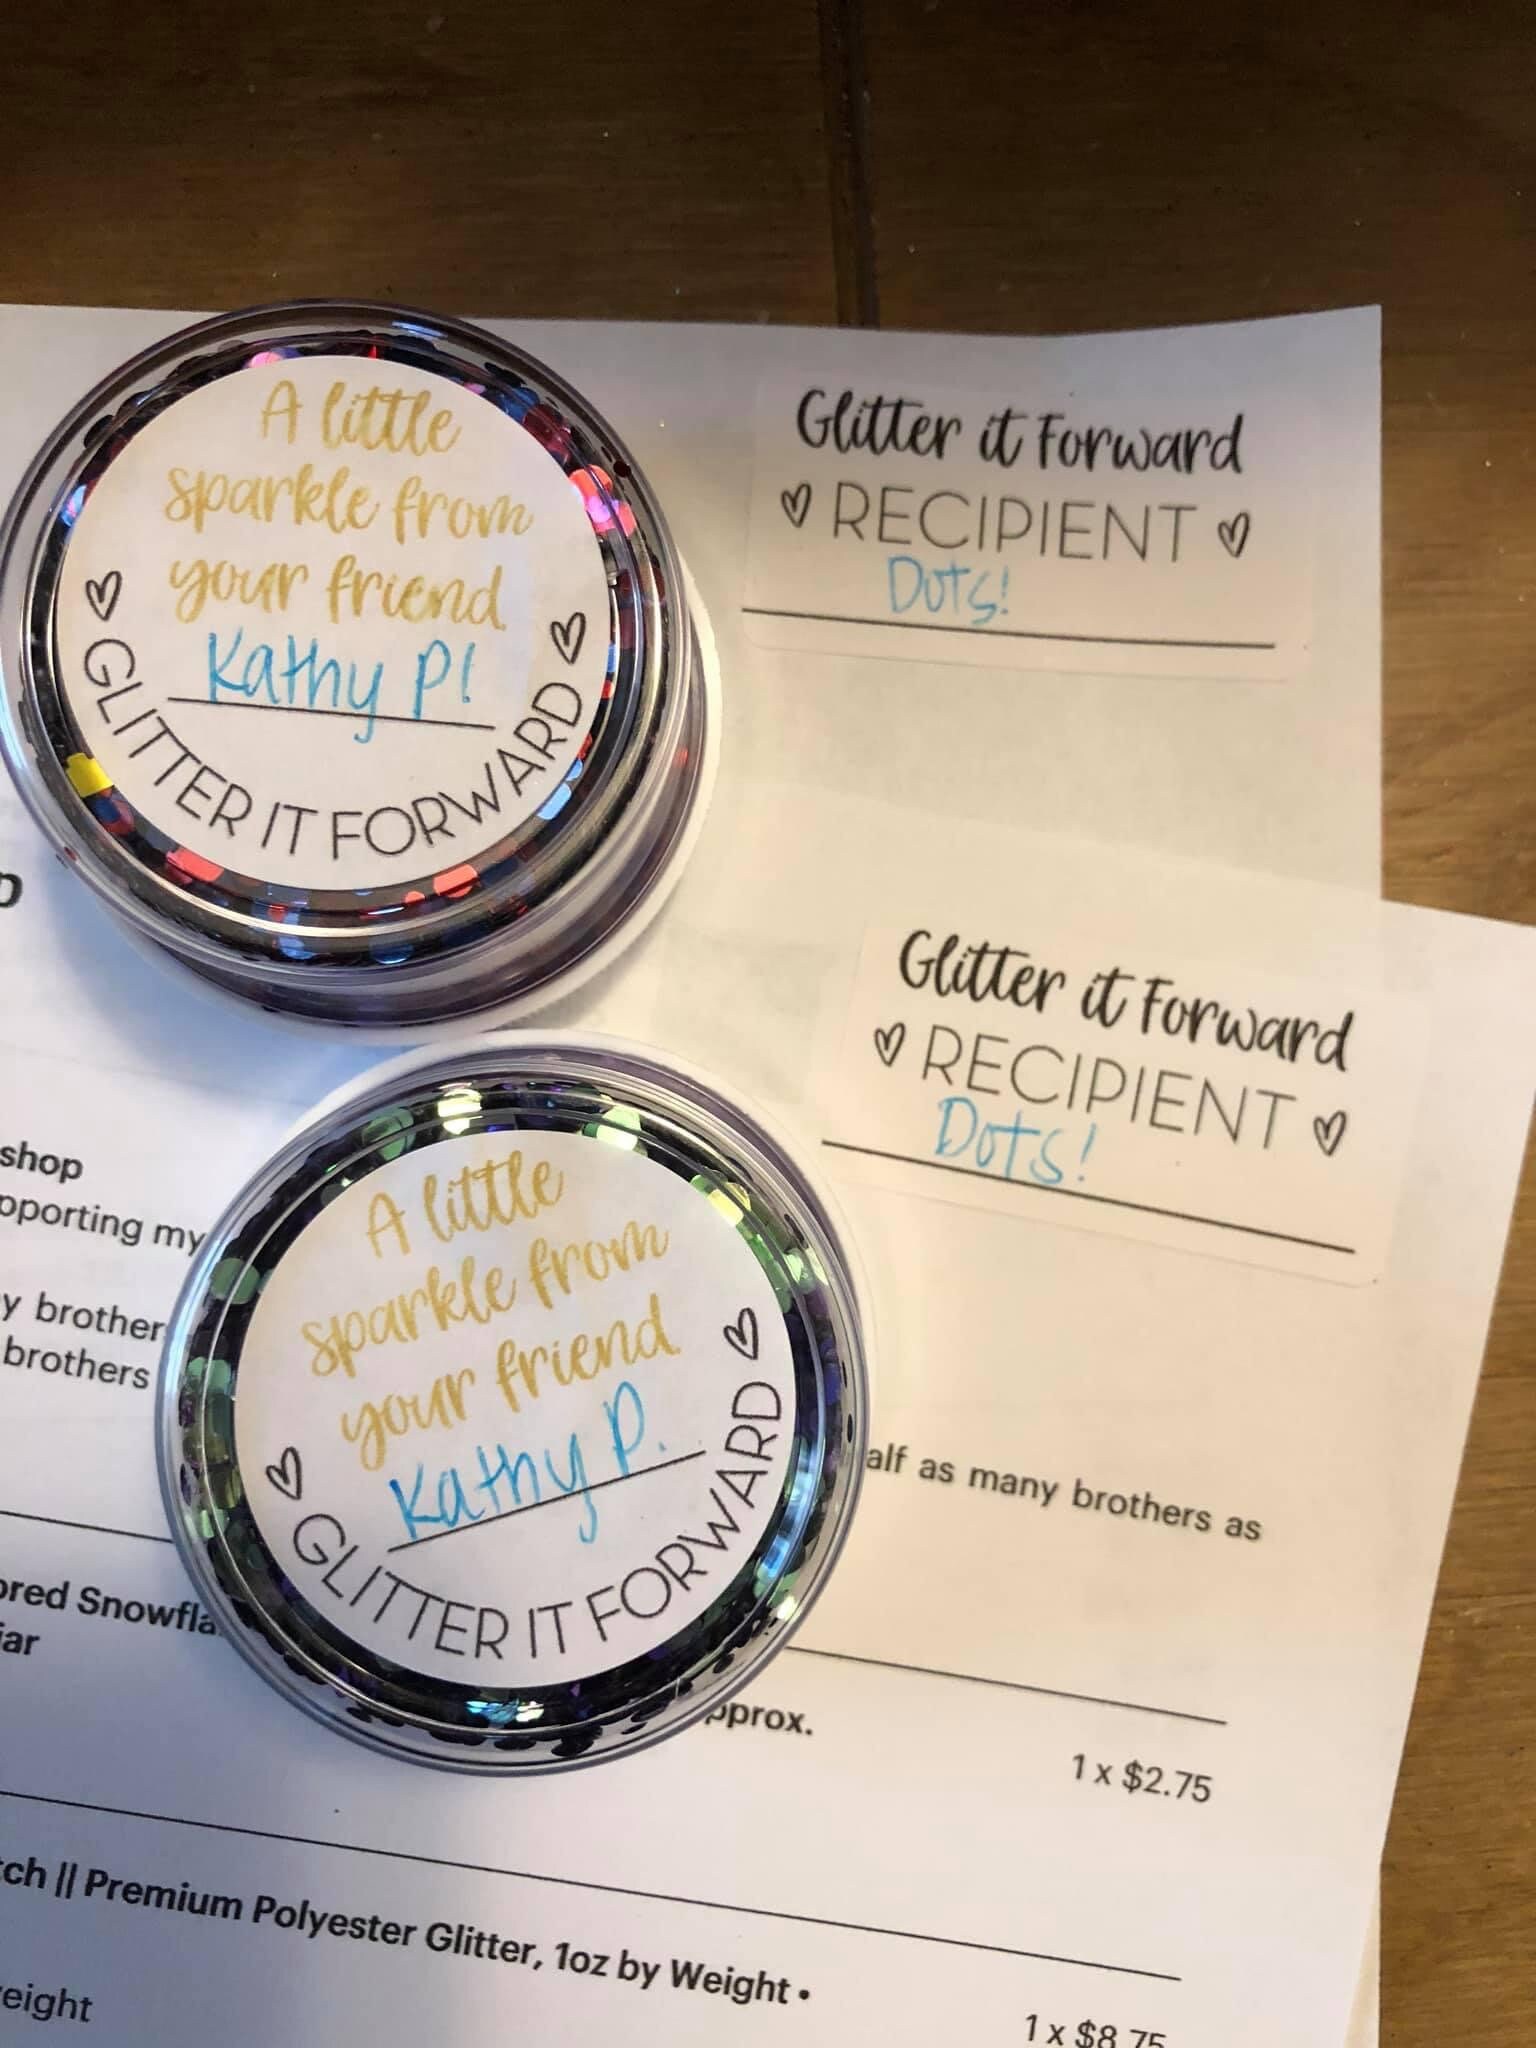 A little
sparkle from
your friend.
Kathy P!
GLITTER IT FORWARD
Glitter it Forward
RECIPIENT
Dots!
Glitter it Forward
RECIPIENT
Dots!
shop
pporting my
y brother
brothers
A little
sparkle from
your friend.
Kathy P.
GLITTER IT FORWARD
alf as many brothers as
ored Snowfla
pprox.
1 x $2.75
tch || Premium Polyester Glitter, 1oz by Weight •
eight
1 x $8.75